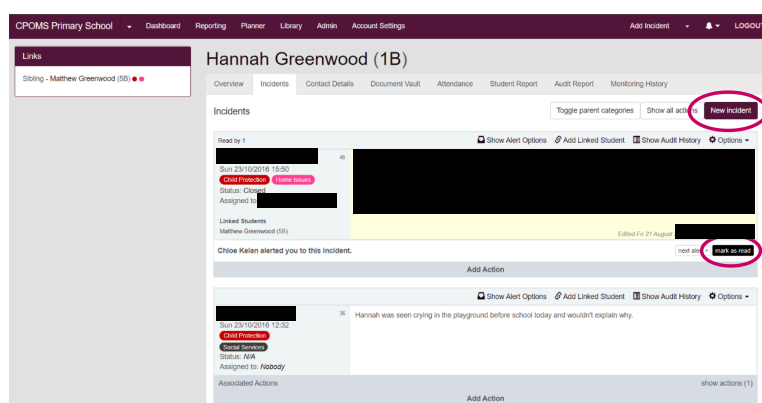 CPOMS Primary School Dashboard Reporting Planner Library Admin Account Settings Add Incident LOGOUT
Links
Sibling - Matthew Greenwood (5B)
Hannah Greenwood (1B)
Overview Incidents Contact Details Document Vault Attendance Student Report Audit Report Monitoring History
Incidents Toggle parent categories Show all actions New Incident
Read by 1 Show Alert Options Add Linked Student Show Audit History Options
46
Sun 23/10/2016 15:50
Child Protection Home Issues
Status: Closed
Assigned to
Linked Students
Matthew Greenwood (5B)
Edited Fri 21 August
Chloe Kelan alerted you to this incident. next alert > mark as read
Add Action
Show Alert Options Add Linked Student Show Audit History Options
36 Hannah was seen crying in the playground before school today and wouldn't explain why.
Sun 23/10/2016 12:32
Child Protection
Social Services
Status: N/A
Assigned to: Nobody
Associated Actions show actions (1)
Add Action